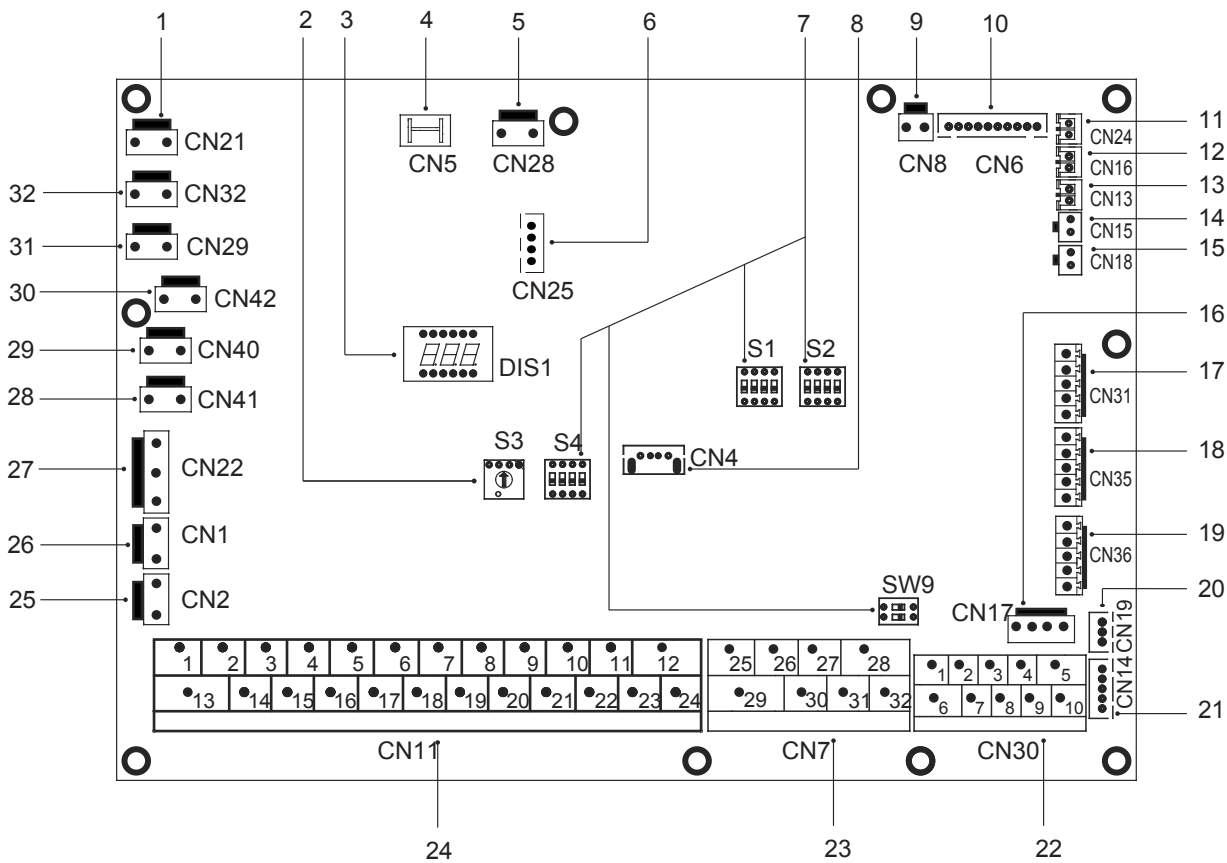 1 2 3 4 5 6 7 8 9 10
CN21
CN5
CN28
CN8
CN6
CN24
11
CN16
12
CN13
13
CN15
14
CN18
15
32
CN32
31
CN29
CN25
30
CN42
16
29
CN40
3
DIS1
S1
S2
28
CN41
CN31
17
27
CN22
S3
S4
CN4
CN35
18
26
CN1
CN36
19
25
CN2
SW9
CN17
CN19
20
1 2 3 4 5 6 7 8 9 10 11 12
25 26 27 28
1 2 3 4 5
CN14
13 14 15 16 17 18 19 20 21 22 23 24
29 30 31 32
6 7 8 9 10
21
CN11
CN7
CN30
24
23
22